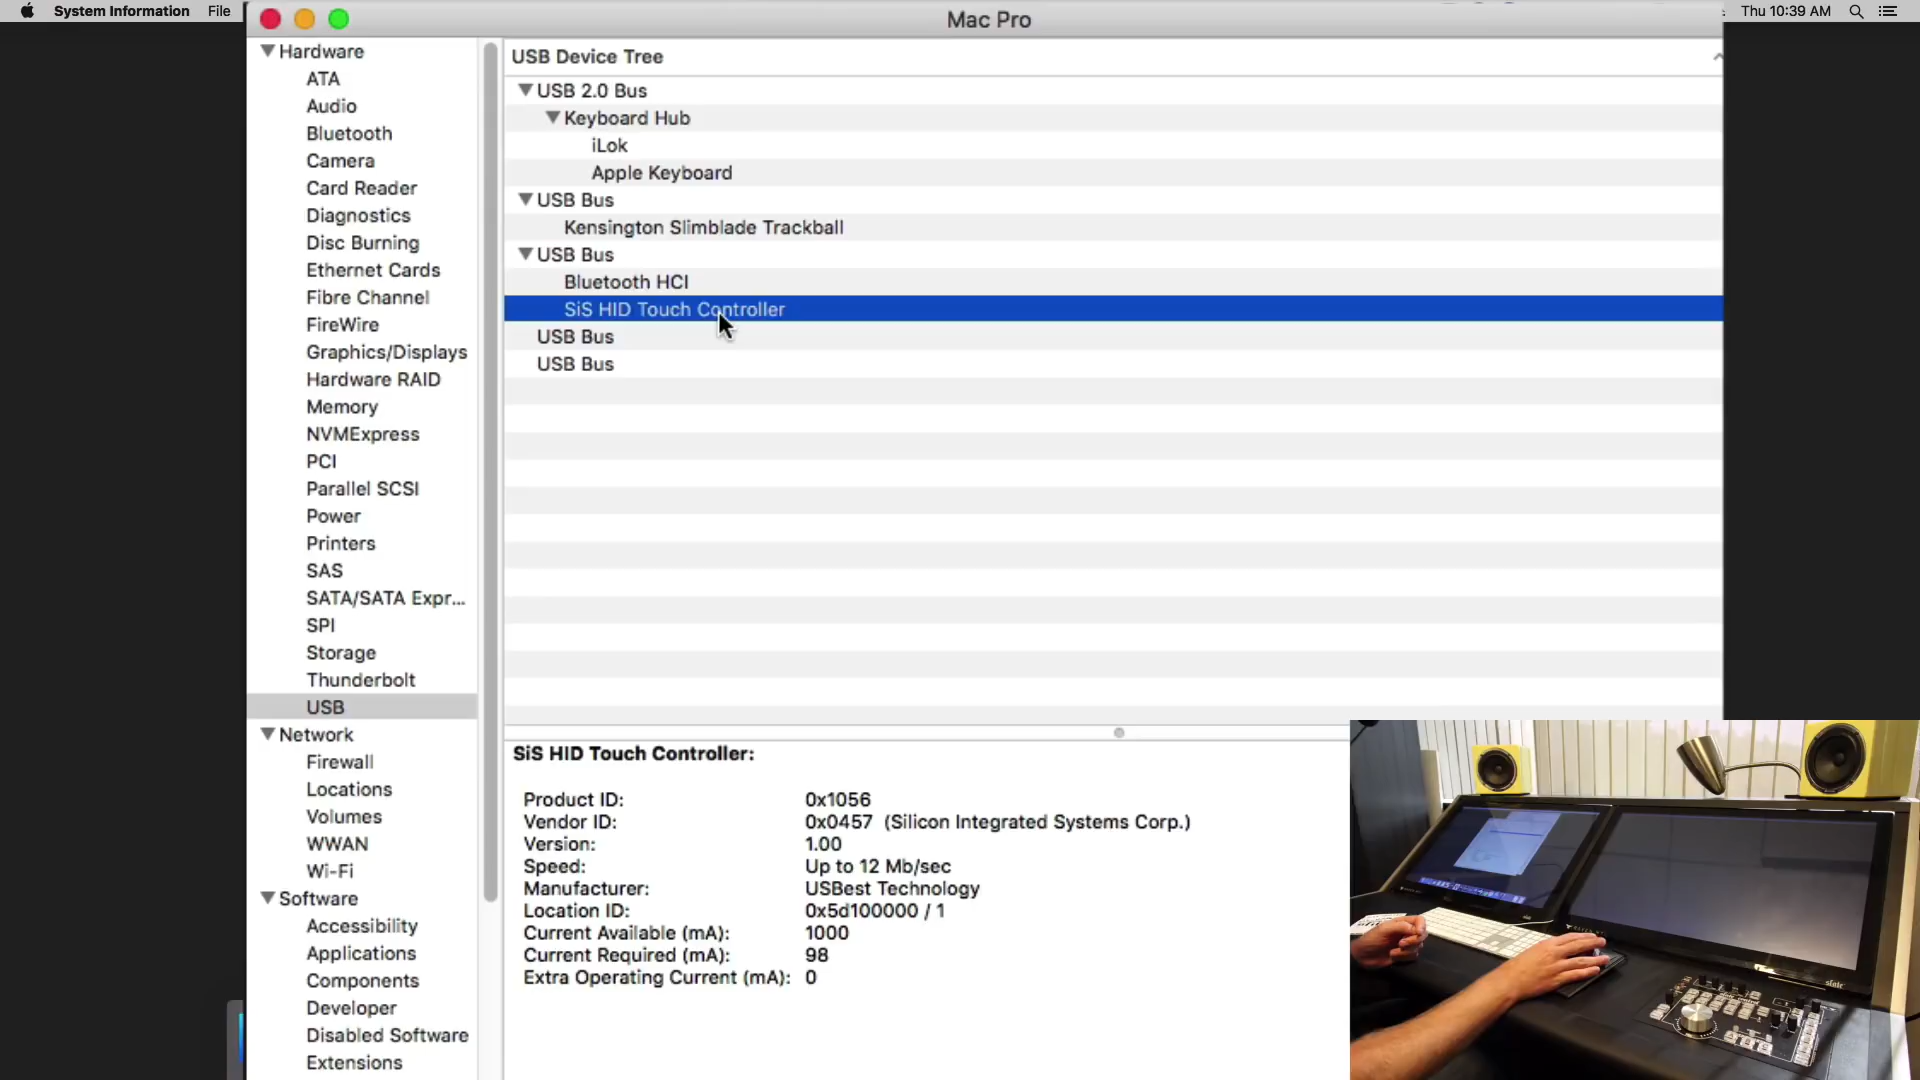 System Information File
Thu 10:39 AM
Mac Pro
Hardware
ATA
Audio
Bluetooth
Camera
Card Reader
Diagnostics
Disc Burning
Ethernet Cards
Fibre Channel
FireWire
Graphics/Displays
Hardware RAID
Memory
NVMExpress
PCI
Parallel SCSI
Power
Printers
SAS
SATA/SATA Expr...
SPI
Storage
Thunderbolt
USB
Network
Firewall
Locations
Volumes
WWAN
Wi-Fi
Software
Accessibility
Applications
Components
Developer
Disabled Software
Extensions
USB Device Tree
USB 2.0 Bus
Keyboard Hub
iLok
Apple Keyboard
USB Bus
Kensington Slimblade Trackball
USB Bus
Bluetooth HCI
SiS HID Touch Controller
USB Bus
USB Bus
SiS HID Touch Controller:
Product ID: 0x1056
Vendor ID: 0x0457 (Silicon Integrated Systems Corp.)
Version: 1.00
Speed: Up to 12 Mb/sec
Manufacturer: USBest Technology
Location ID: 0x5d100000 / 1
Current Available (mA): 1000
Current Required (mA): 98
Extra Operating Current (mA): 0
slate